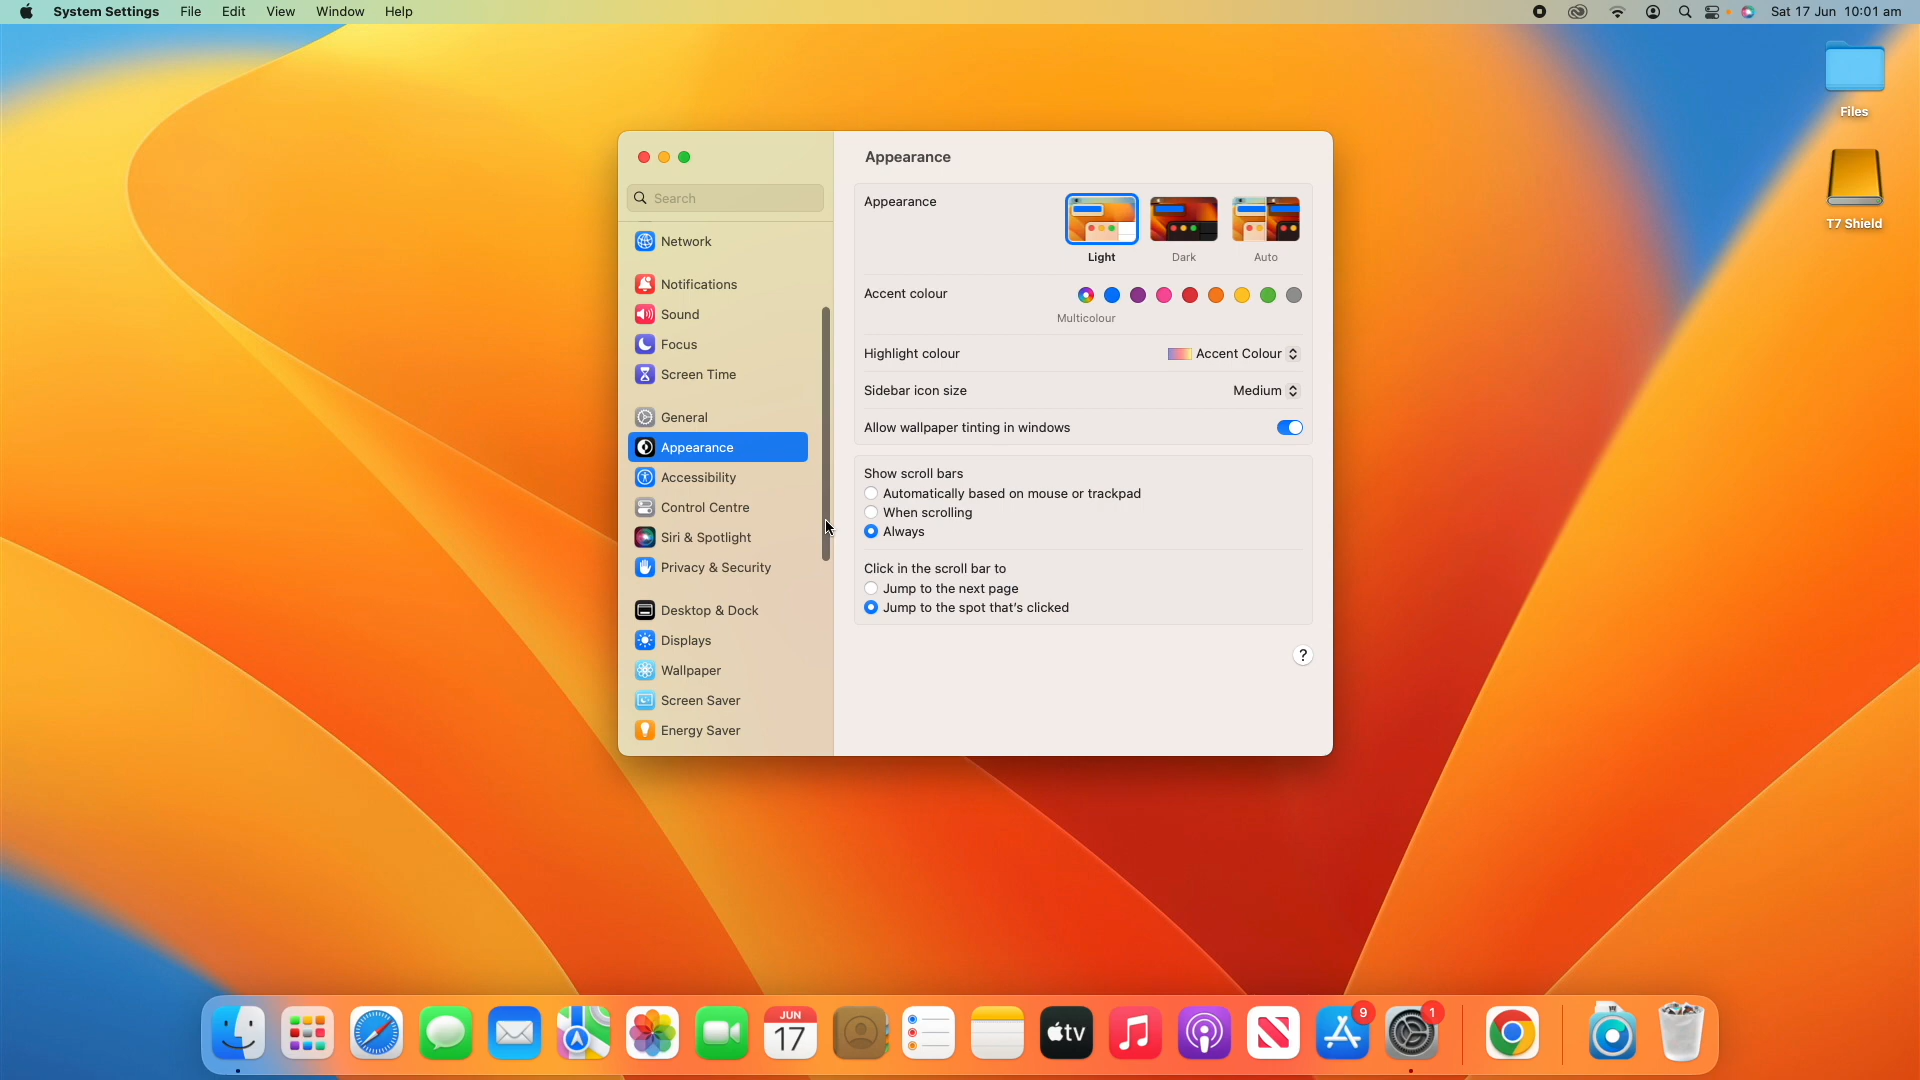 System Settings File Edit View Window Help
Sat 17 Jun 10:01 am
Files
T7 Shield
Search
Network
Notifications
Sound
Focus
Screen Time
General
Appearance
Accessibility
Control Centre
Siri & Spotlight
Privacy & Security
Desktop & Dock
Displays
Wallpaper
Screen Saver
Energy Saver
Appearance
Appearance
Light Dark Auto
Accent colour
Multicolour
Highlight colour Accent Colour
Sidebar icon size Medium
Allow wallpaper tinting in windows
Show scroll bars
Automatically based on mouse or trackpad
When scrolling
Always
Click in the scroll bar to
Jump to the next page
Jump to the spot that's clicked
?
JUN
17
tv
9
1